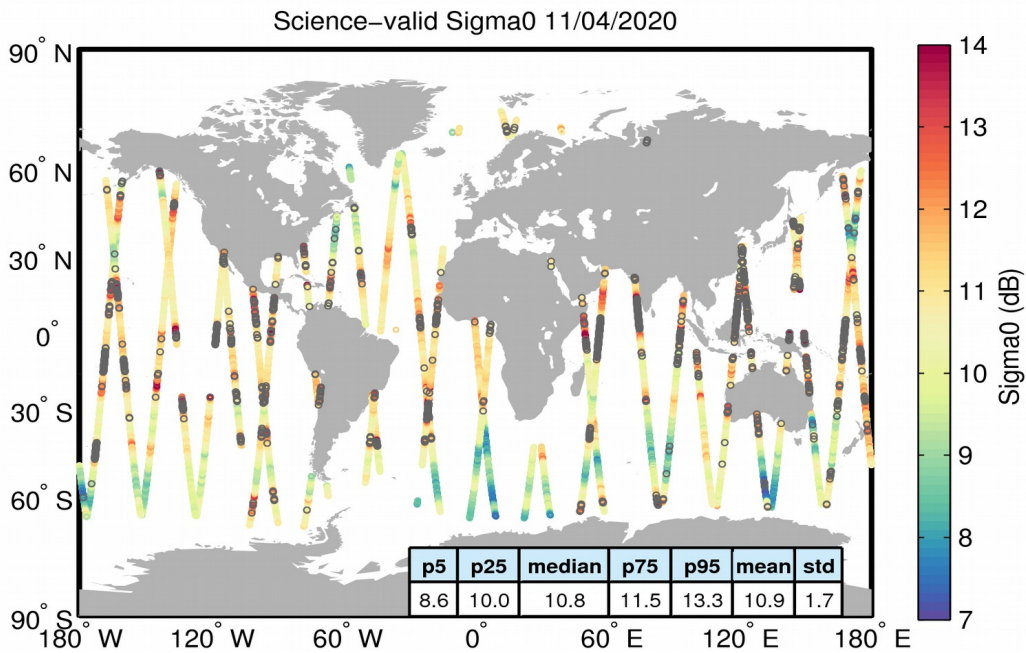 Science−valid Sigma0 11/04/2020
90° N
60° N
30° N
0°
30° S
60° S
90° S
180° W
120° W
60° W
0°
60° E
120° E
180° E
14
13
12
11
10
9
8
7
Sigma0 (dB)
p5 p25 median p75 p95 mean std
8.6 10.0 10.8 11.5 13.3 10.9 1.7